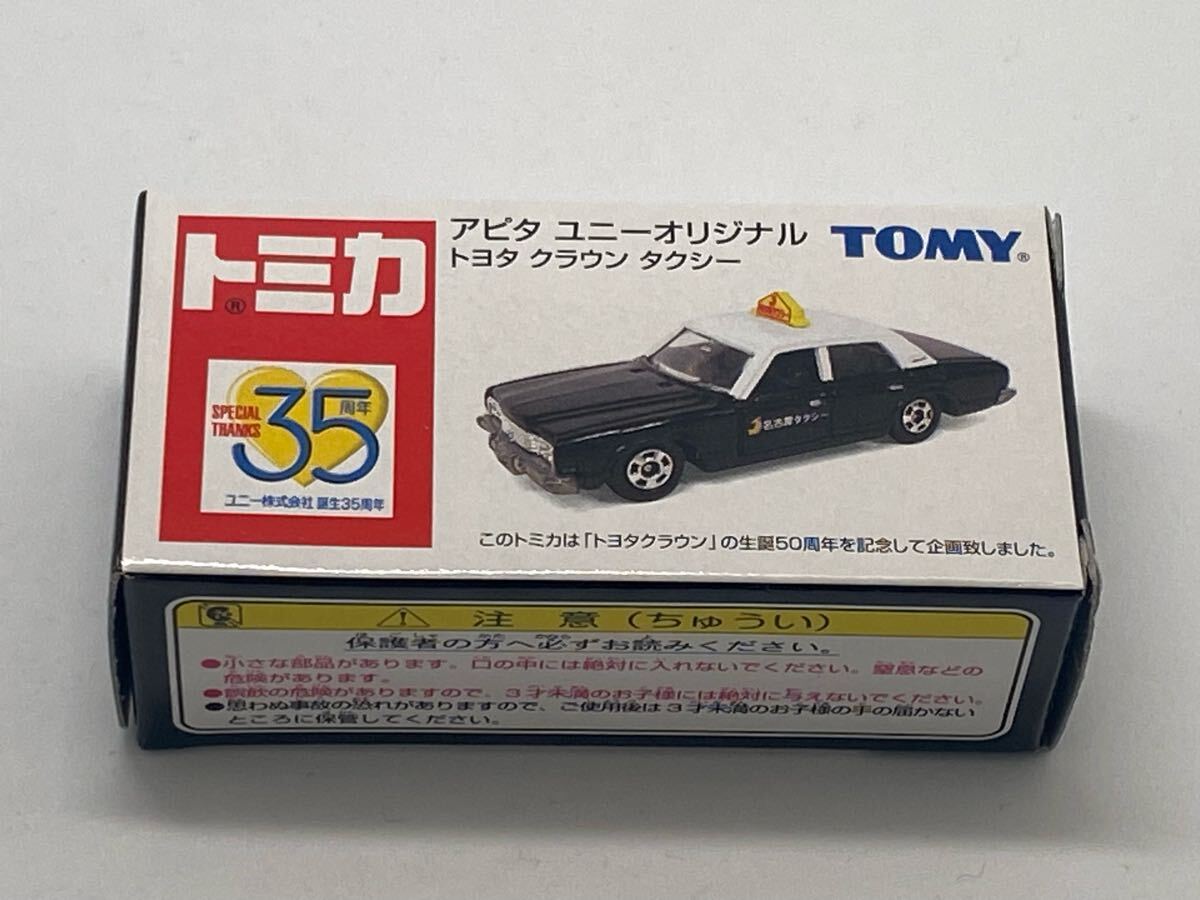 トミカ®
アピタ ユニーオリジナル
トヨタ クラウン タクシー
TOMY®
SPECIAL
THANKS
35周年
ユニー株式会社 誕生35周年
名古屋タクシー
このトミカは「トヨタクラウン」の生誕50周年を記念して企画致しました。
注 意 (ちゅうい)
保護者の方へ必ずお読みください。
●小さな部品があります。口の中には絶対に入れないでください。窒息などの
危険があります。
●誤飲の危険がありますので、3才未満のお子様には絶対に与えないでください。
●思わぬ事故の恐れがありますので、ご使用後は3才未満のお子様の手の届かない
ところに保管してください。